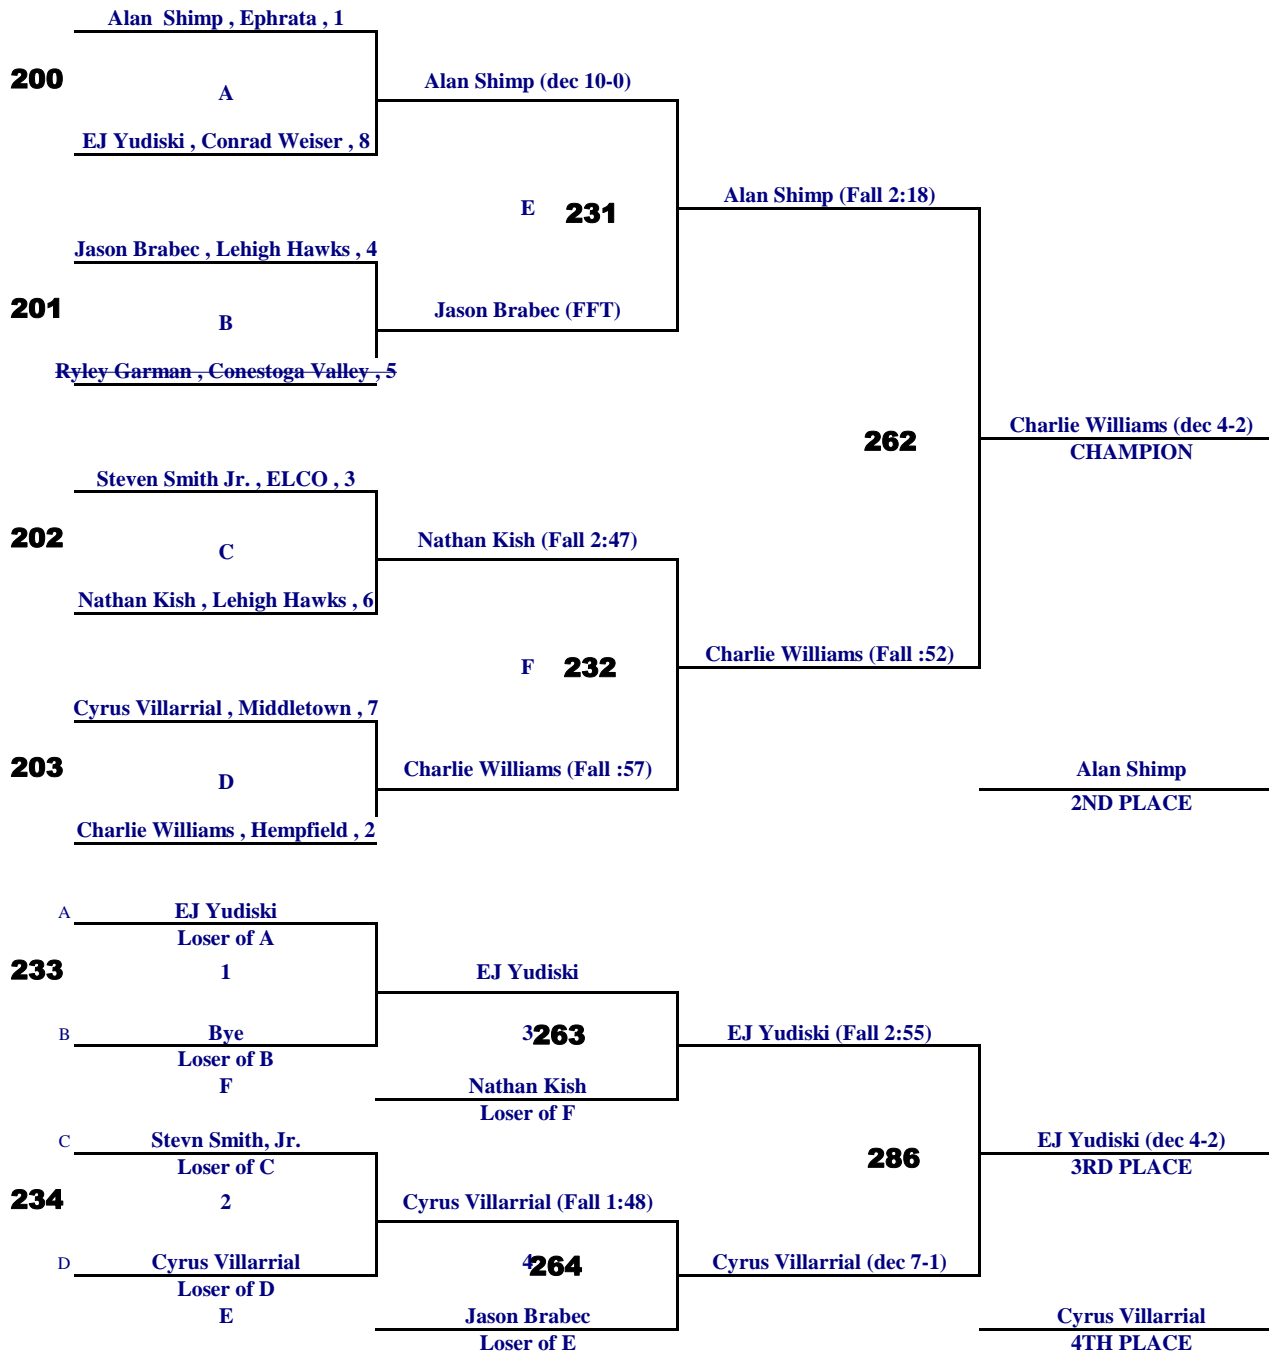 Alan  Shimp , Ephrata , 1
200
A
Alan Shimp (dec 10-0)
EJ Yudiski , Conrad Weiser , 8
E
231
Alan Shimp (Fall 2:18)
Jason Brabec , Lehigh Hawks , 4
201
B
Jason Brabec (FFT)
Ryley Garman , Conestoga Valley , 5
262
Charlie Williams (dec 4-2)
CHAMPION
Steven Smith Jr. , ELCO , 3
202
C
Nathan Kish (Fall 2:47)
Nathan Kish , Lehigh Hawks , 6
F
232
Charlie Williams (Fall :52)
Cyrus Villarrial , Middletown , 7
203
D
Charlie Williams (Fall :57)
Alan Shimp
2ND PLACE
Charlie Williams , Hempfield , 2
A
EJ Yudiski
Loser of A
233
1
EJ Yudiski
B
Bye
Loser of B
3
263
EJ Yudiski (Fall 2:55)
F
Nathan Kish
Loser of F
C
Stevn Smith, Jr.
Loser of C
286
EJ Yudiski (dec 4-2)
3RD PLACE
234
2
Cyrus Villarrial (Fall 1:48)
D
Cyrus Villarrial
Loser of D
4
264
Cyrus Villarrial (dec 7-1)
E
Jason Brabec
Loser of E
Cyrus Villarrial
4TH PLACE